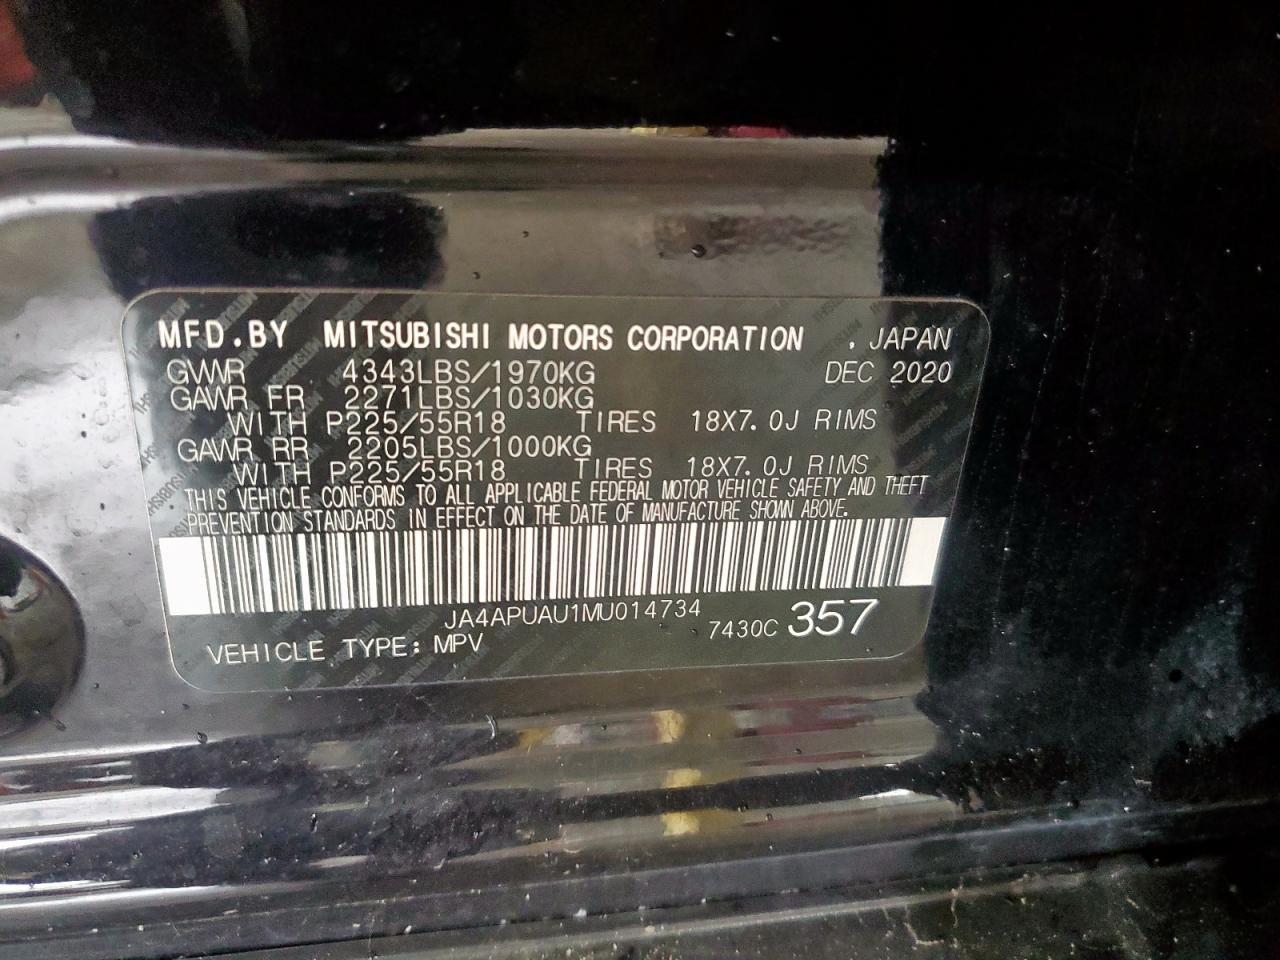 MFD.BY MITSUBISHI MOTORS CORPORATION . JAPAN
GVWR 4343LBS/1970KG DEC 2020
GAWR FR 2271LBS/1030KG
WITH P225/55R18 TIRES 18X7.0J RIMS
GAWR RR 2205LBS/1000KG
WITH P225/55R18 TIRES 18X7.0J RIMS
THIS VEHICLE CONFORMS TO ALL APPLICABLE FEDERAL MOTOR VEHICLE SAFETY AND THEFT
PREVENTION STANDARDS IN EFFECT ON THE DATE OF MANUFACTURE SHOWN ABOVE.
JA4APUAU1MU014734
7430C 357
VEHICLE TYPE: MPV